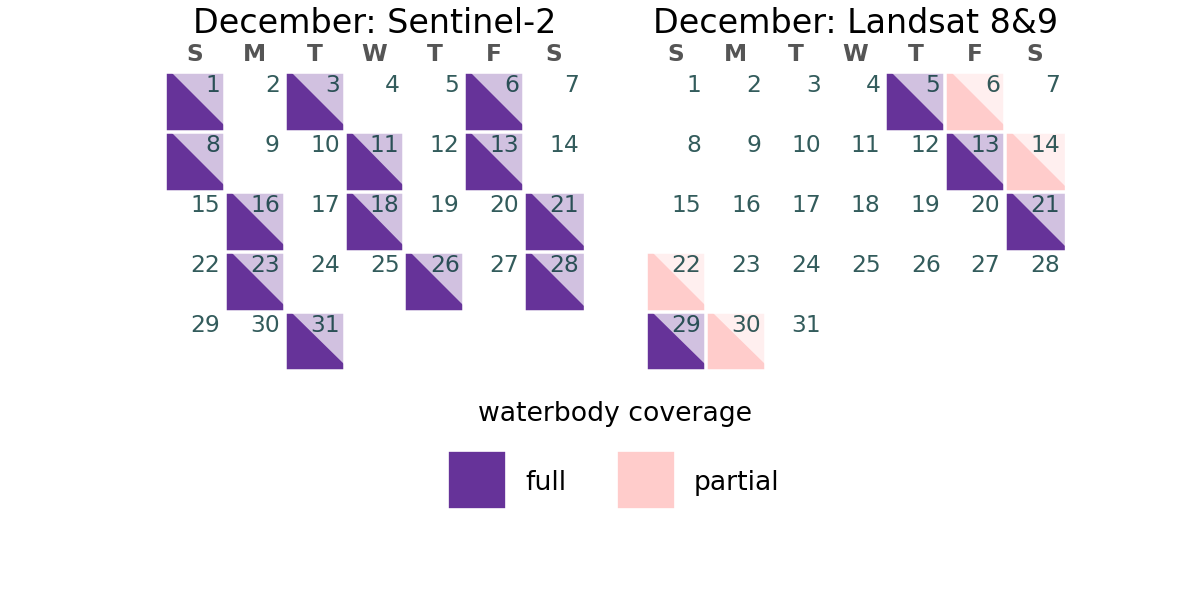 December: Sentinel-2
S M T W T F S
1 2 3 4 5 6 7
8 9 10 11 12 13 14
15 16 17 18 19 20 21
22 23 24 25 26 27 28
29 30 31
December: Landsat 8&9
S M T W T F S
1 2 3 4 5 6 7
8 9 10 11 12 13 14
15 16 17 18 19 20 21
22 23 24 25 26 27 28
29 30 31
waterbody coverage
full partial